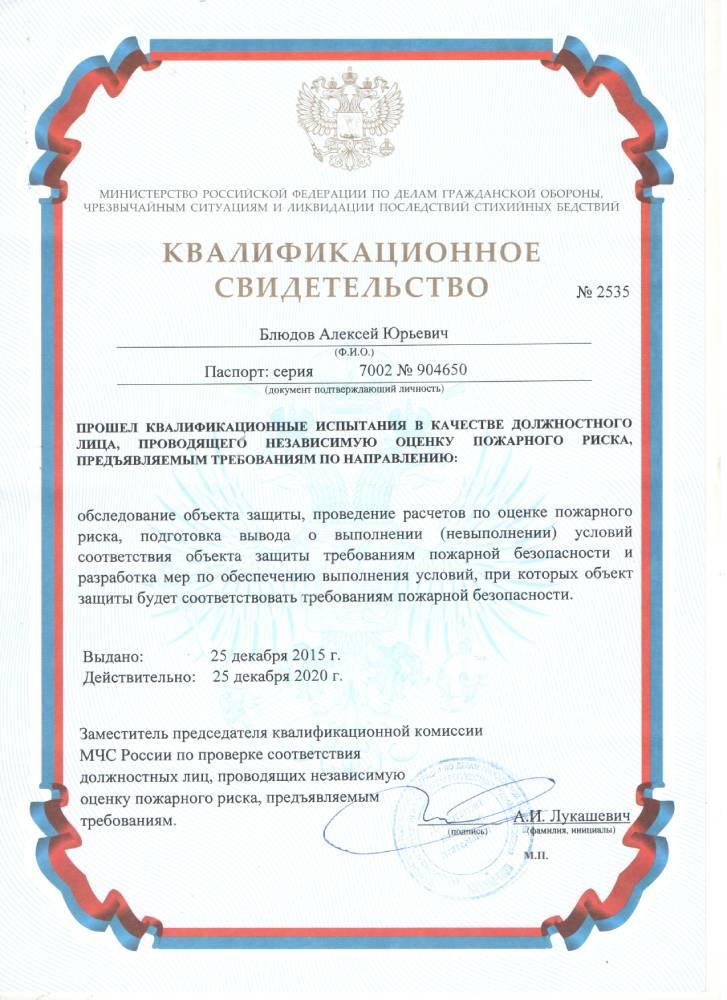 МИНИСТЕРСТВО РОССИЙСКОЙ ФЕДЕРАЦИИ ПО ДЕЛАМ ГРАЖДАНСКОЙ ОБОРОНЫ,
ЧРЕЗВЫЧАЙНЫМ СИТУАЦИЯМ И ЛИКВИДАЦИИ ПОСЛЕДСТВИЙ СТИХИЙНЫХ БЕДСТВИЙ
КВАЛИФИКАЦИОННОЕ
СВИДЕТЕЛЬСТВО № 2535
Блюдов Алексей Юрьевич
(Ф.И.О.)
Паспорт: серия 7002 № 904650
(документ подтверждающий личность)
ПРОШЕЛ КВАЛИФИКАЦИОННЫЕ ИСПЫТАНИЯ В КАЧЕСТВЕ ДОЛЖНОСТНОГО
ЛИЦА, ПРОВОДЯЩЕГО НЕЗАВИСИМУЮ ОЦЕНКУ ПОЖАРНОГО РИСКА,
ПРЕДЪЯВЛЯЕМЫМ ТРЕБОВАНИЯМ ПО НАПРАВЛЕНИЮ:
обследование объекта защиты, проведение расчетов по оценке пожарного
риска, подготовка вывода о выполнении (невыполнении) условий
соответствия объекта защиты требованиям пожарной безопасности и
разработка мер по обеспечению выполнения условий, при которых объект
защиты будет соответствовать требованиям пожарной безопасности.
Выдано: 25 декабря 2015 г.
Действительно: 25 декабря 2020 г.
Заместитель председателя квалификационной комиссии
МЧС России по проверке соответствия
должностных лиц, проводящих независимую
оценку пожарного риска, предъявляемым
требованиям.
А.И. Лукашевич
(подпись) (фамилия, инициалы)
М.П.